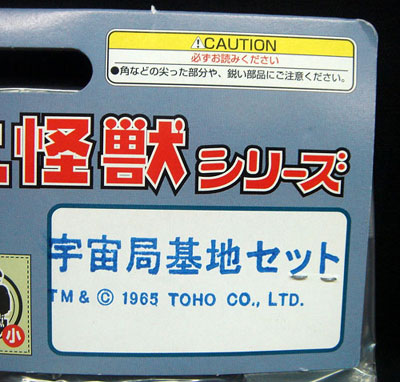 ⚠CAUTION
必ずお読みください
●角などの尖った部分や、鋭い部品にご注意ください。
怪獣シリーズ
宇宙局基地セット
TM & © 1965 TOHO CO., LTD.
小